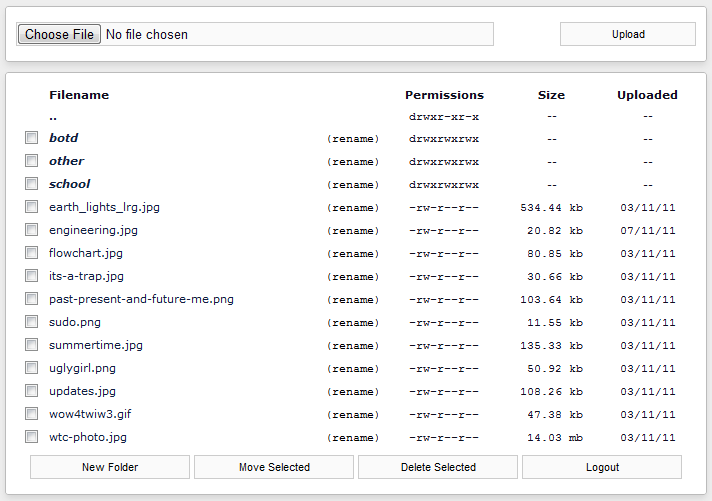 Choose File No file chosen Upload
Filename Permissions Size Uploaded
.. drwxr-xr-x -- --
botd (rename) drwxrwxrwx -- --
other (rename) drwxrwxrwx -- --
school (rename) drwxrwxrwx -- --
earth_lights_lrg.jpg (rename) -rw-r--r-- 534.44 kb 03/11/11
engineering.jpg (rename) -rw-r--r-- 20.82 kb 07/11/11
flowchart.jpg (rename) -rw-r--r-- 80.85 kb 03/11/11
its-a-trap.jpg (rename) -rw-r--r-- 30.66 kb 03/11/11
past-present-and-future-me.png (rename) -rw-r--r-- 103.64 kb 03/11/11
sudo.png (rename) -rw-r--r-- 11.55 kb 03/11/11
summertime.jpg (rename) -rw-r--r-- 135.33 kb 03/11/11
uglygirl.png (rename) -rw-r--r-- 50.92 kb 03/11/11
updates.jpg (rename) -rw-r--r-- 108.26 kb 03/11/11
wow4twiw3.gif (rename) -rw-r--r-- 47.38 kb 03/11/11
wtc-photo.jpg (rename) -rw-r--r-- 14.03 mb 03/11/11
New Folder Move Selected Delete Selected Logout